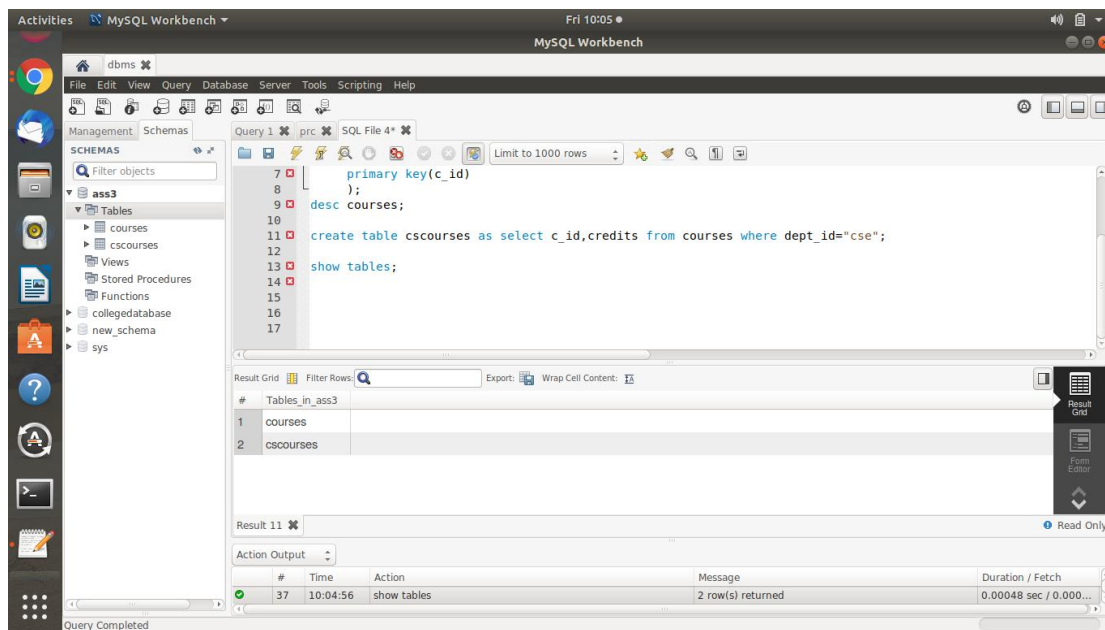 Activities MySQL Workbench Fri 10:05
MySQL Workbench
dbms
File Edit View Query Database Server Tools Scripting Help
Management Schemas
Query 1 prc SQL File 4*
SCHEMAS
Limit to 1000 rows
Filter objects
ass3
Tables
courses
cscourses
Views
Stored Procedures
Functions
collegedatabase
new_schema
sys
7 primary key(c_id)
8 );
9 desc courses;
10
11 create table cscourses as select c_id,credits from courses where dept_id="cse";
12
13 show tables;
14
15
16
17
Result Grid Filter Rows: Export: Wrap Cell Content:
# Tables_in_ass3
1 courses
2 cscourses
Result Grid
Form Editor
Result 11 Read Only
Action Output
# Time Action Message Duration / Fetch
37 10:04:56 show tables 2 row(s) returned 0.00048 sec / 0.000...
Query Completed